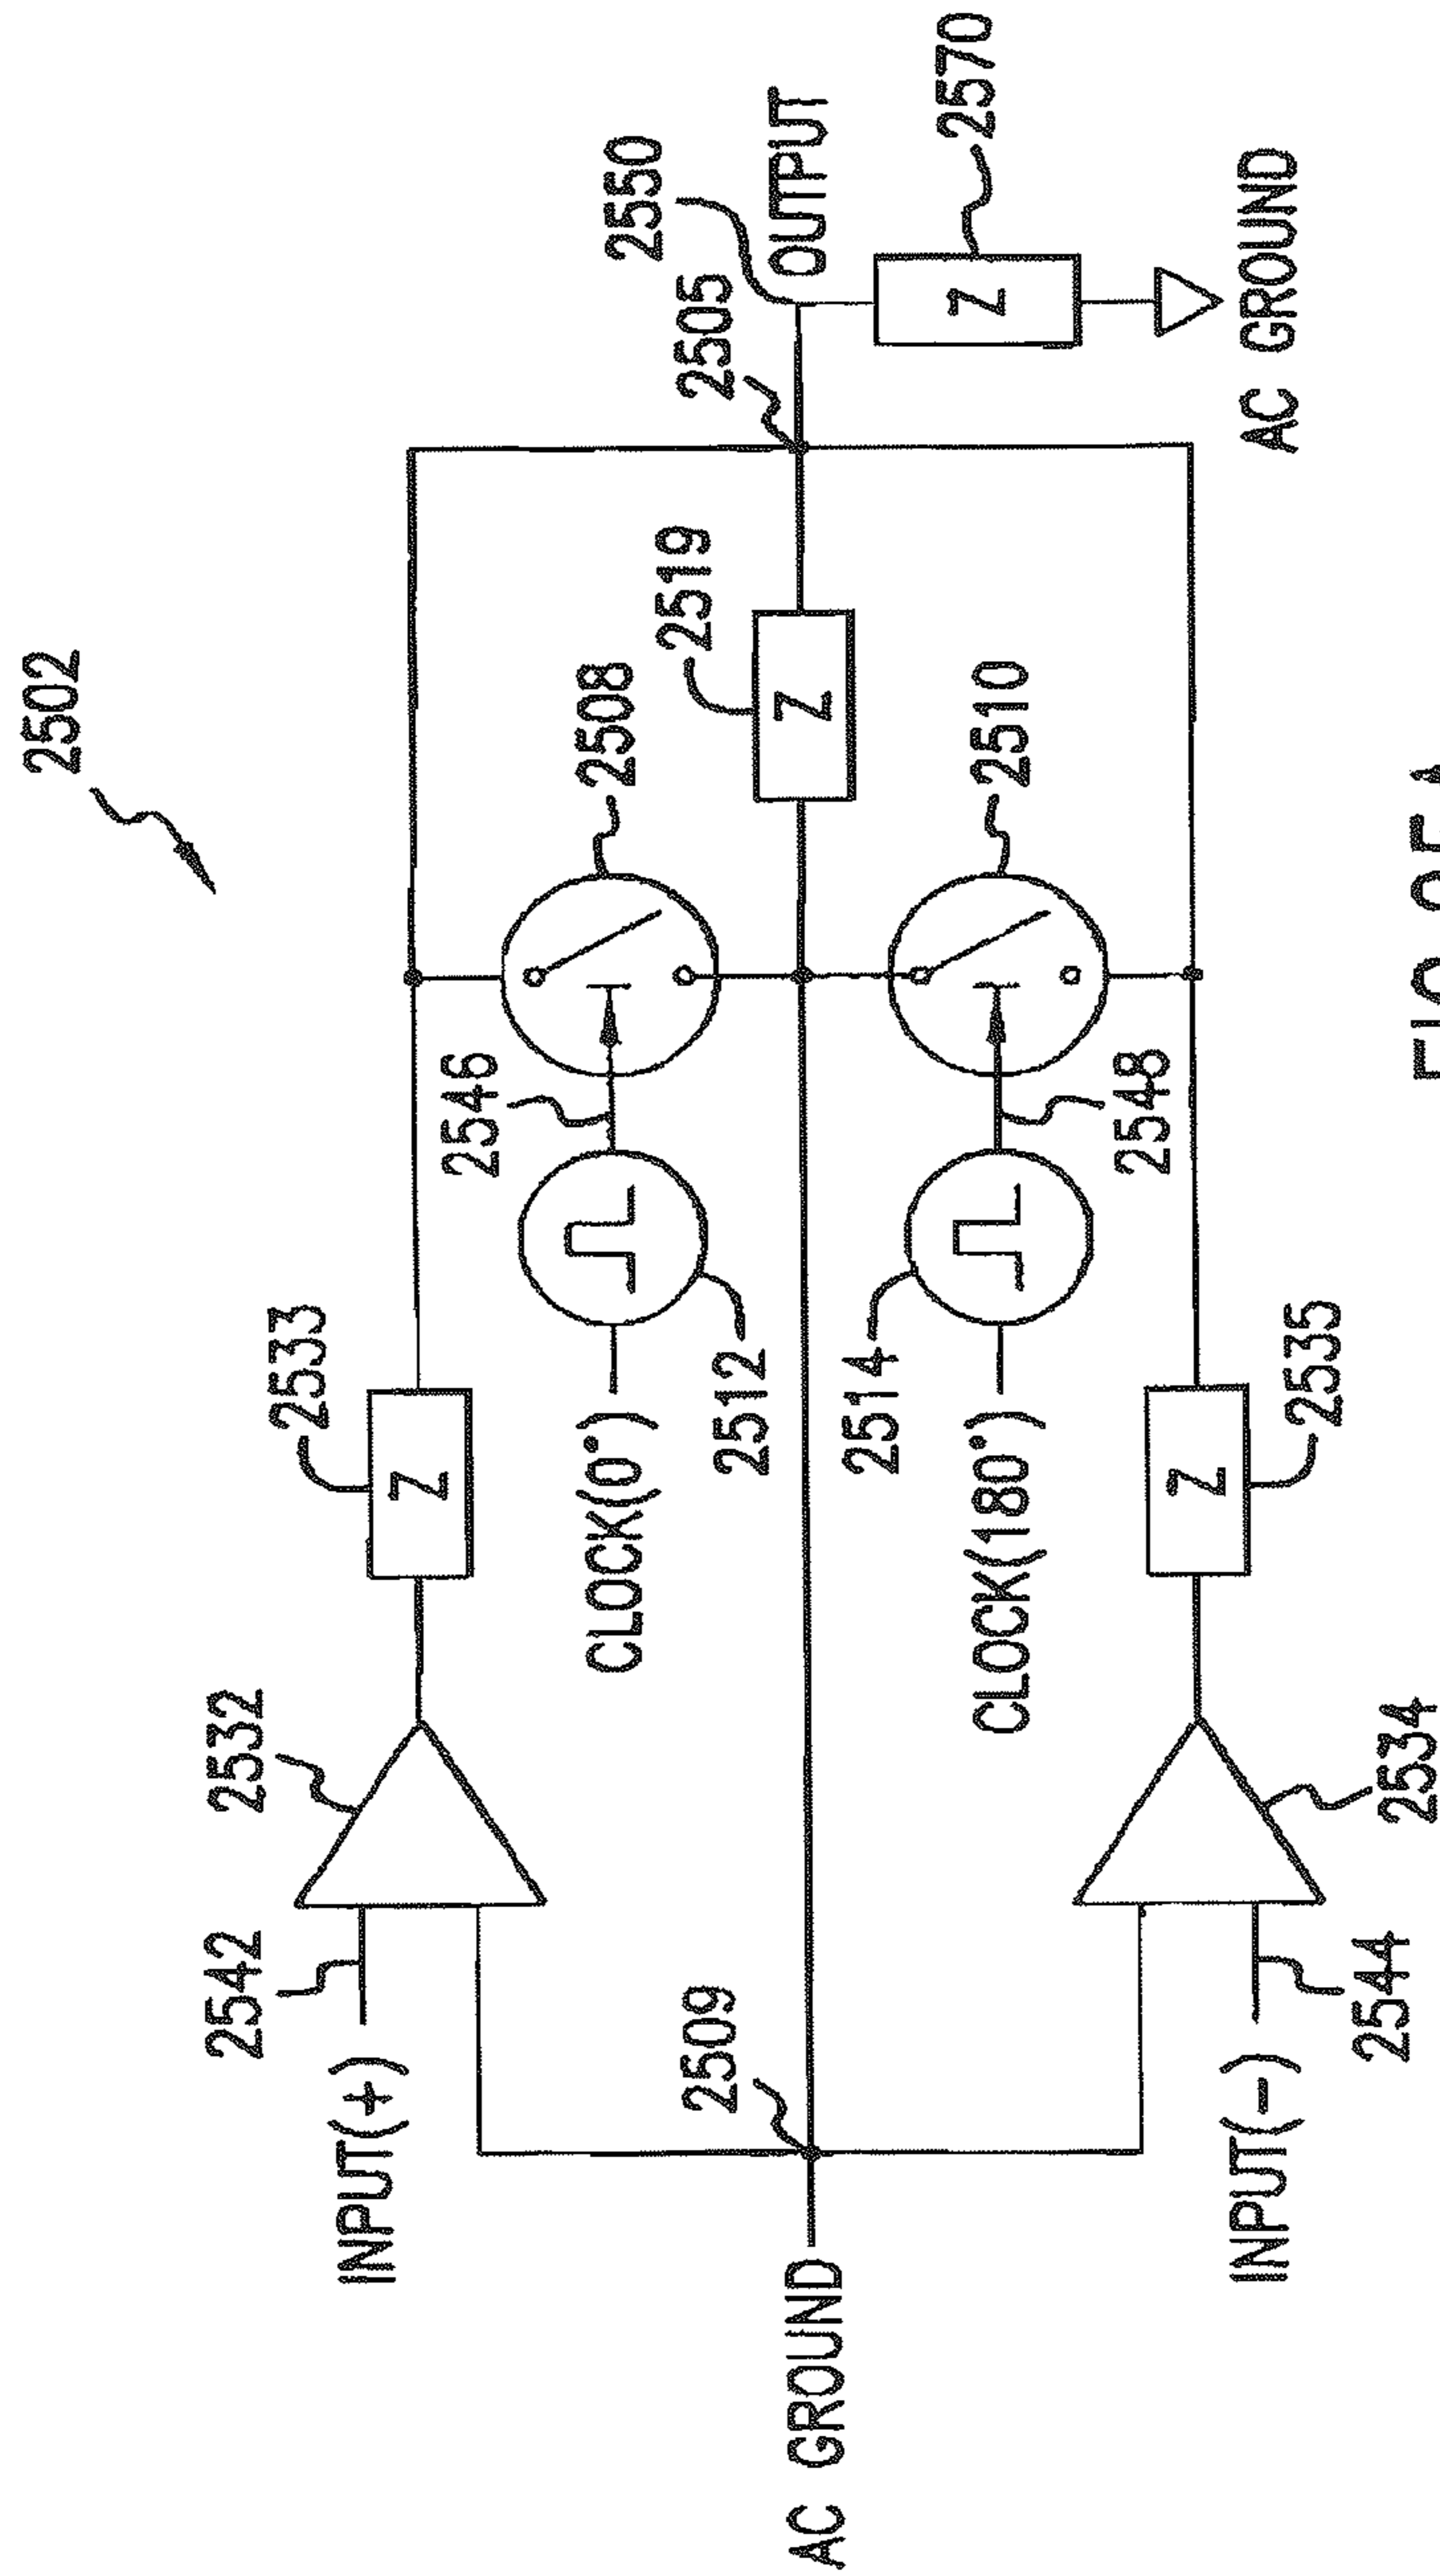 2502
2542
2532
2533
INPUT(+)
2546
2508
CLOCK(0°)
2512
2519
2509
Z
Z
2505
2550
OUTPUT
AC GROUND
2514
2548
2510
Z
2570
CLOCK(180°)
AC GROUND
INPUT(-)
Z
2535
2544
2534